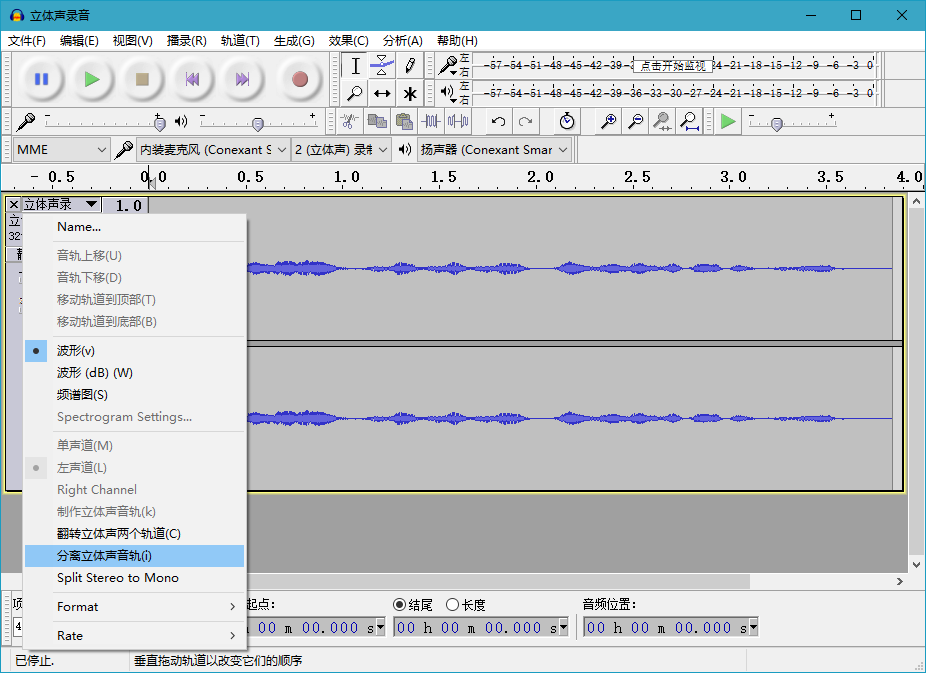 立体声录音
文件(F) 编辑(E) 视图(V) 播录(R) 轨道(T) 生成(G) 效果(C) 分析(A) 帮助(H)
左 -57-54-51-48-45-42-39- 点击开始监视 24-21-18-15-12 -9 -6 -3 0
右
左 -57-54-51-48-45-42-39-36-33-30-27-24-21-18-15-12 -9 -6 -3 0
右
- + - +
- +
MME 内装麦克风 (Conexant S 2 (立体声) 录制 扬声器 (Conexant Smar
- 0.5 0.0 0.5 1.0 1.5 2.0 2.5 3.0 3.5 4.0
立体声录 1.0
立
32
Name...
音轨上移(U)
音轨下移(D)
移动轨道到顶部(T)
移动轨道到底部(B)
波形(v)
波形 (dB) (W)
频谱图(S)
Spectrogram Settings...
单声道(M)
左声道(L)
Right Channel
制作立体声音轨(k)
翻转立体声两个轨道(C)
分离立体声音轨(i)
Split Stereo to Mono
Format
Rate
项 起点: 结尾 长度 音频位置:
4 00 m 00.000 s 00 h 00 m 00.000 s 00 h 00 m 00.000 s
已停止. 垂直拖动轨道以改变它们的顺序